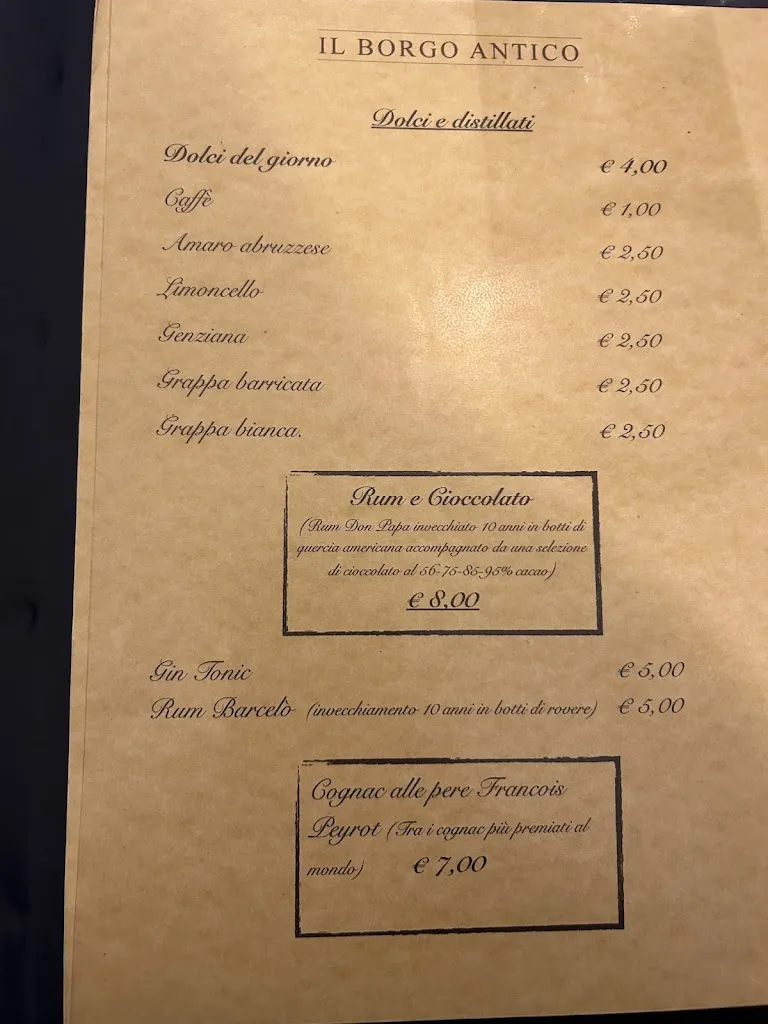 IL BORGO ANTICO
Dolci e distillati
Dolci del giorno € 4,00
Caffè € 1,00
Amaro abruzzese € 2,50
Limoncello € 2,50
Genziana € 2,50
Grappa barricata € 2,50
Grappa bianca. € 2,50
Rum e Cioccolato
(Rum Don Papa invecchiato 10 anni in botti di
quercia americana accompagnato da una selezione
di cioccolato al 56-75-85-95% cacao)
€ 8,00
Gin Tonic € 5,00
Rum Barcelò (invecchiamento 10 anni in botti di rovere) € 5,00
Cognac alle pere Francois
Peyrot (Tra i cognac più premiati al
mondo) € 7,00